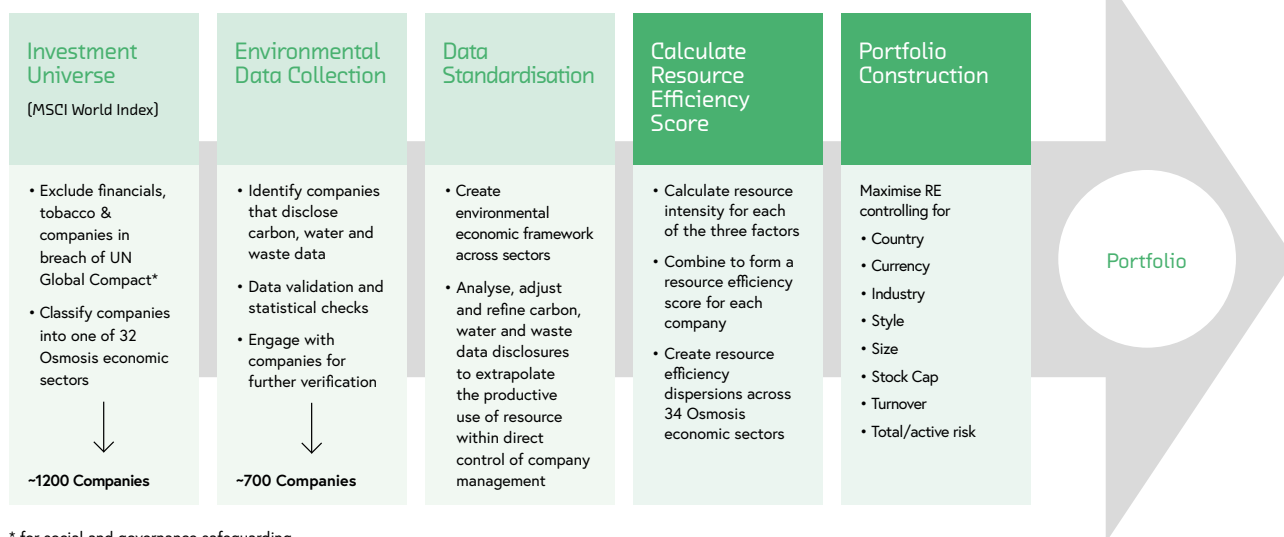 Investment
Universe
(MSCI World Index)
• Exclude financials,
tobacco &
companies in
breach of UN
Global Compact*
• Classify companies
into one of 32
Osmosis economic
sectors
~1200 Companies
Environmental
Data Collection
• Identify companies
that disclose
carbon, water and
waste data
• Data validation and
statistical checks
• Engage with
companies for
further verification
~700 Companies
Data
Standardisation
• Create
environmental
economic framework
across sectors
• Analyse, adjust
and refine carbon,
water and waste
data disclosures
to extrapolate
the productive
use of resource
within direct
control of company
management
Calculate
Resource
Efficiency
Score
• Calculate resource
intensity for each
of the three factors
• Combine to form a
resource efficiency
score for each
company
• Create resource
efficiency
dispersions across
34 Osmosis
economic sectors
Portfolio
Construction
Maximise RE
controlling for
• Country
• Currency
• Industry
• Style
• Size
• Stock Cap
• Turnover
• Total/active risk
Portfolio
* for social and governance safeguarding